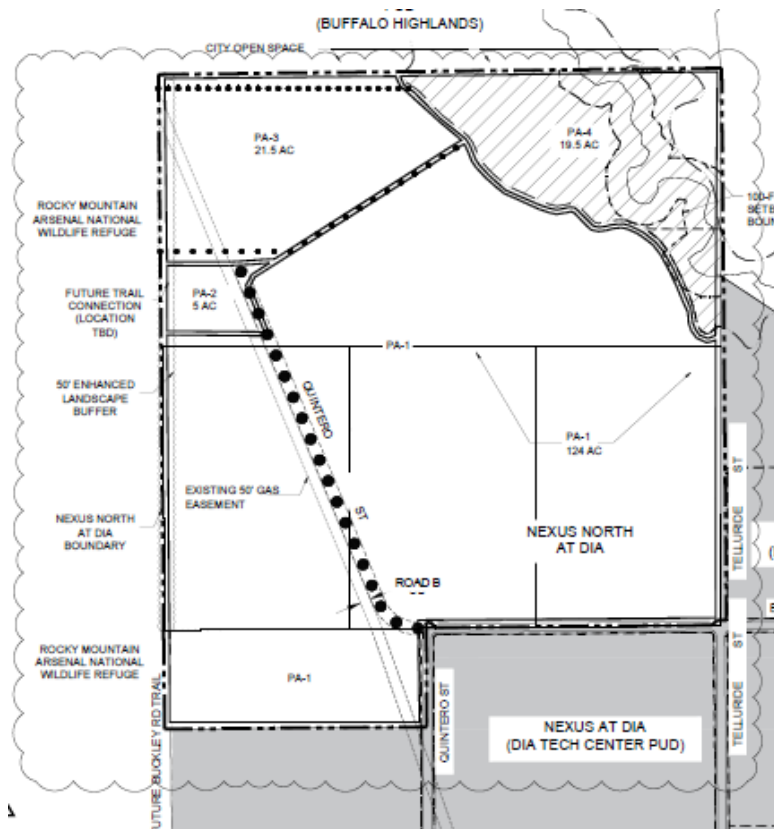 (BUFFALO HIGHLANDS)
CITY OPEN SPACE
PA-3
21.5 AC
PA-4
19.5 AC
ROCKY MOUNTAIN
ARSENAL NATIONAL
WILDLIFE REFUGE
FUTURE TRAIL
CONNECTION
(LOCATION
TBD)
PA-2
5 AC
PA-1
50' ENHANCED
LANDSCAPE
BUFFER
QUINTERO
ST
PA-1
124 AC
EXISTING 50' GAS
EASEMENT
NEXUS NORTH
AT DIA
BOUNDARY
NEXUS NORTH
AT DIA
TELLURIDE ST
ROAD B
ROCKY MOUNTAIN
ARSENAL NATIONAL
WILDLIFE REFUGE
PA-1
QUINTERO ST
NEXUS AT DIA
(DIA TECH CENTER PUD)
TELLURIDE ST
UTURE BUCKLEY RD TRAIL